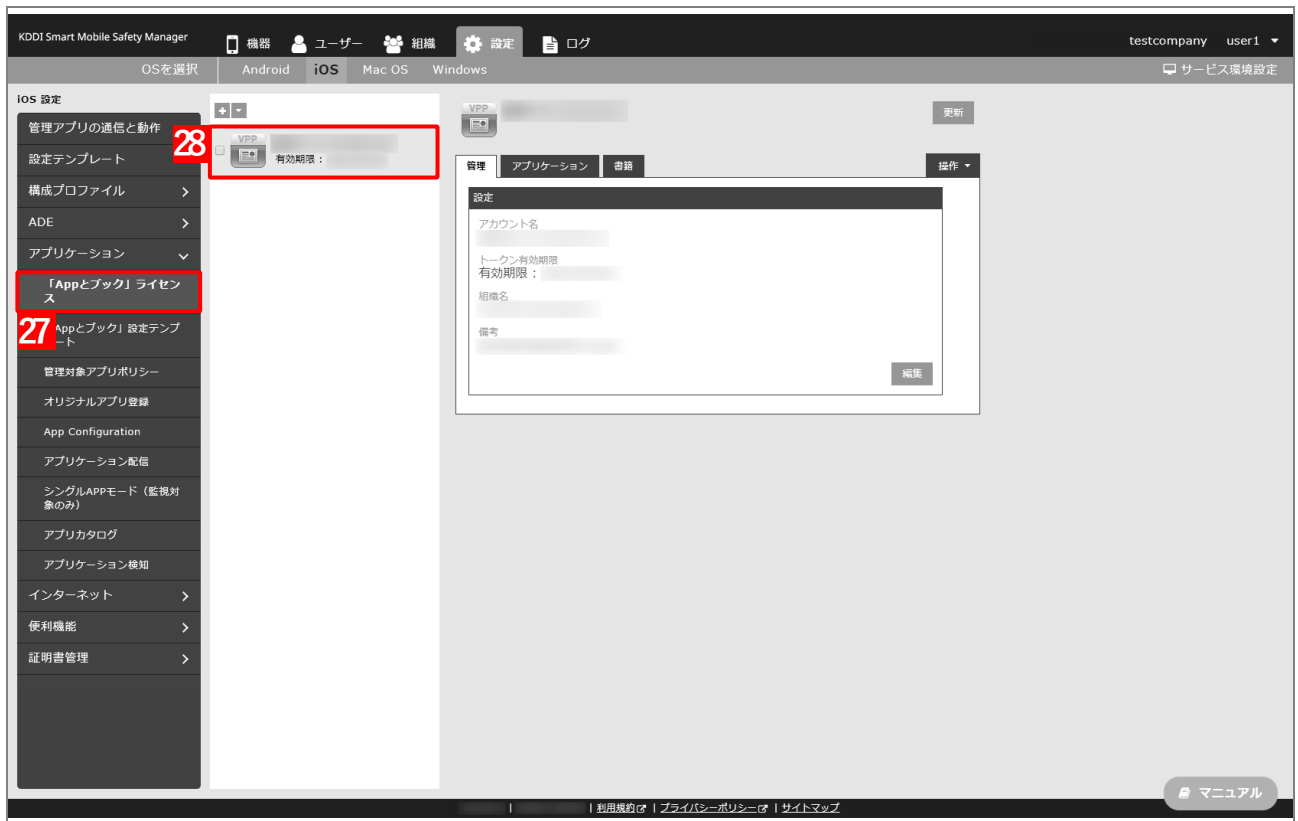 KDDI Smart Mobile Safety Manager
機器
ユーザー
組織
設定
ログ
testcompany user1
OSを選択
Android
iOS
Mac OS
Windows
サービス環境設定
iOS 設定
管理アプリの通信と動作
設定テンプレート
構成プロファイル
ADE
アプリケーション
「Appとブック」ライセン
ス
27
Appとブック」設定テンプ
ート
管理対象アプリポリシー
オリジナルアプリ登録
App Configuration
アプリケーション配信
シングルAPPモード(監視対
象のみ)
アプリカタログ
アプリケーション検知
インターネット
便利機能
証明書管理
28
VPP
有効期限:
VPP
更新
管理
アプリケーション
書籍
操作
設定
アカウント名
トークン有効期限
有効期限:
組織名
備考
編集
マニュアル
| | 利用規約 | プライバシーポリシー | サイトマップ